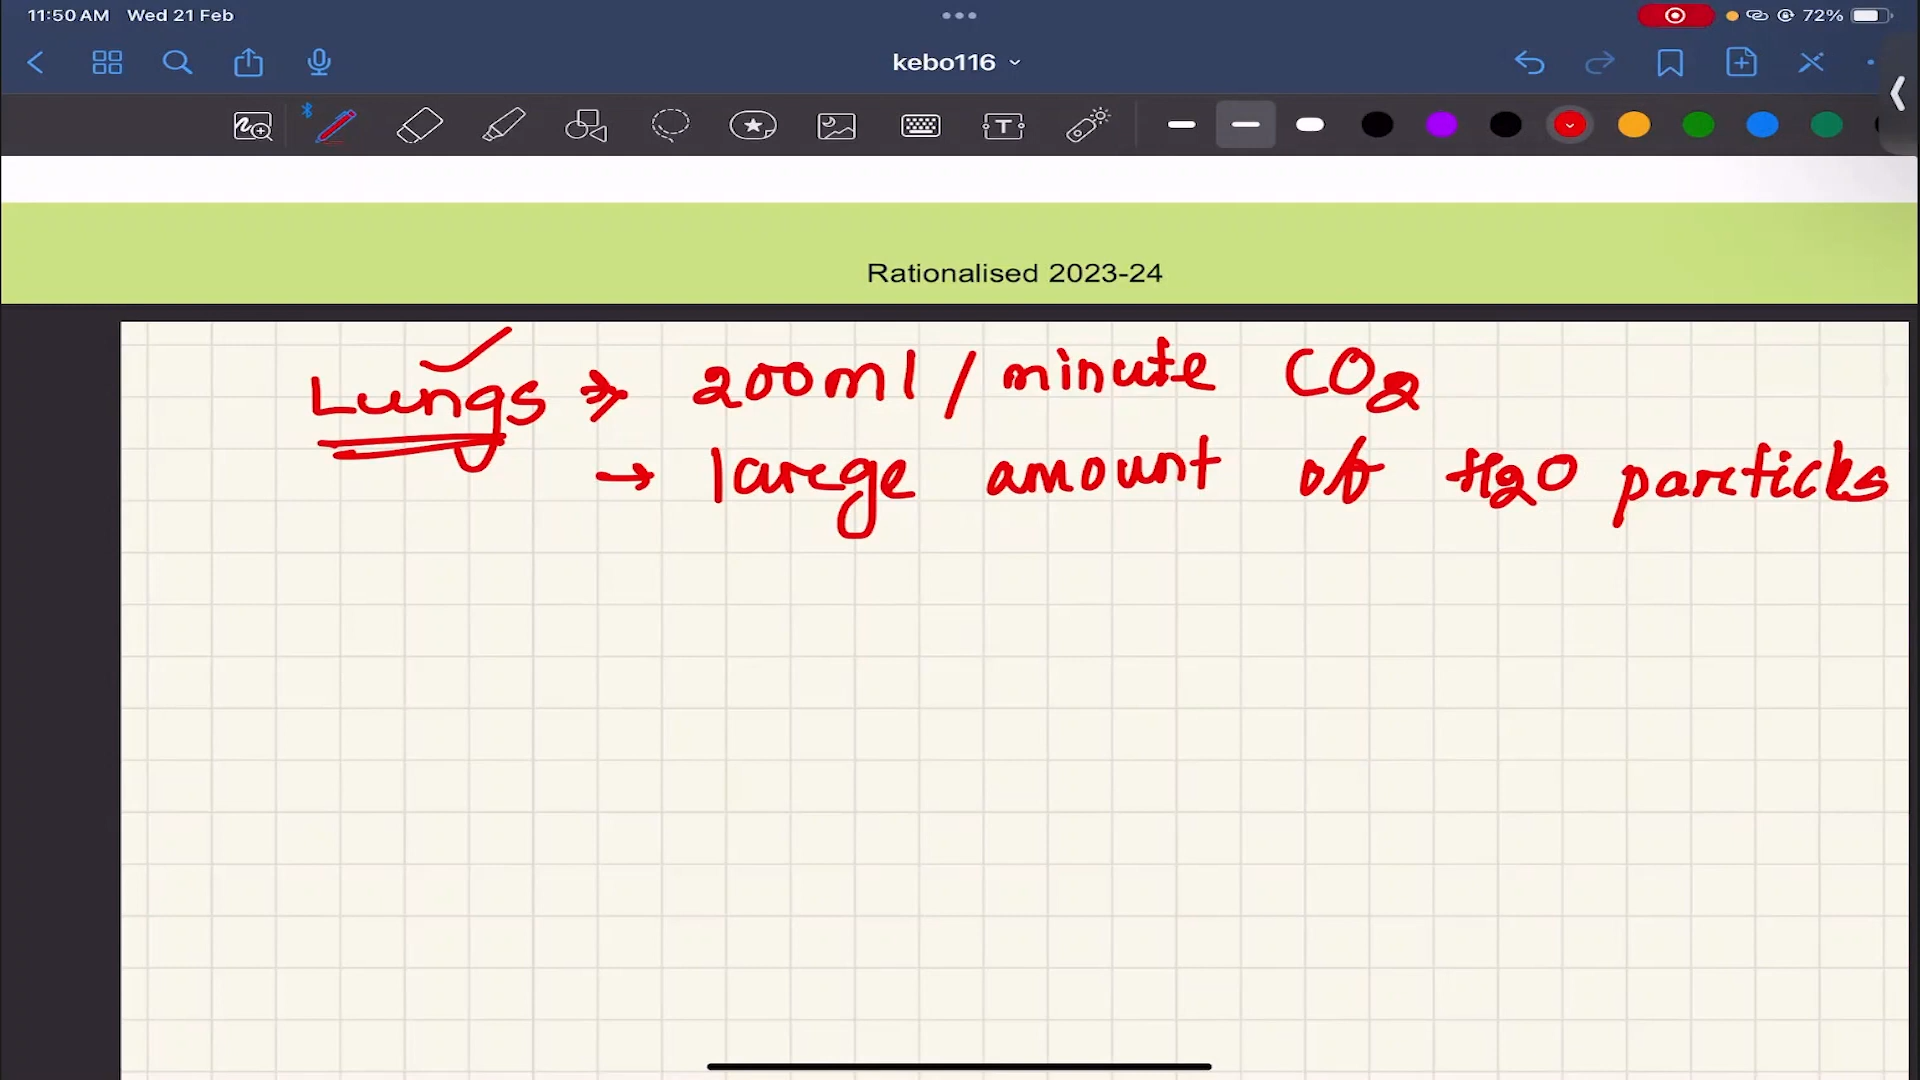 11:50 AM Wed 21 Feb
72%
kebo116
T
Rationalised 2023-24
Lungs → 200ml / minute CO2
→ large amount of H2O particles